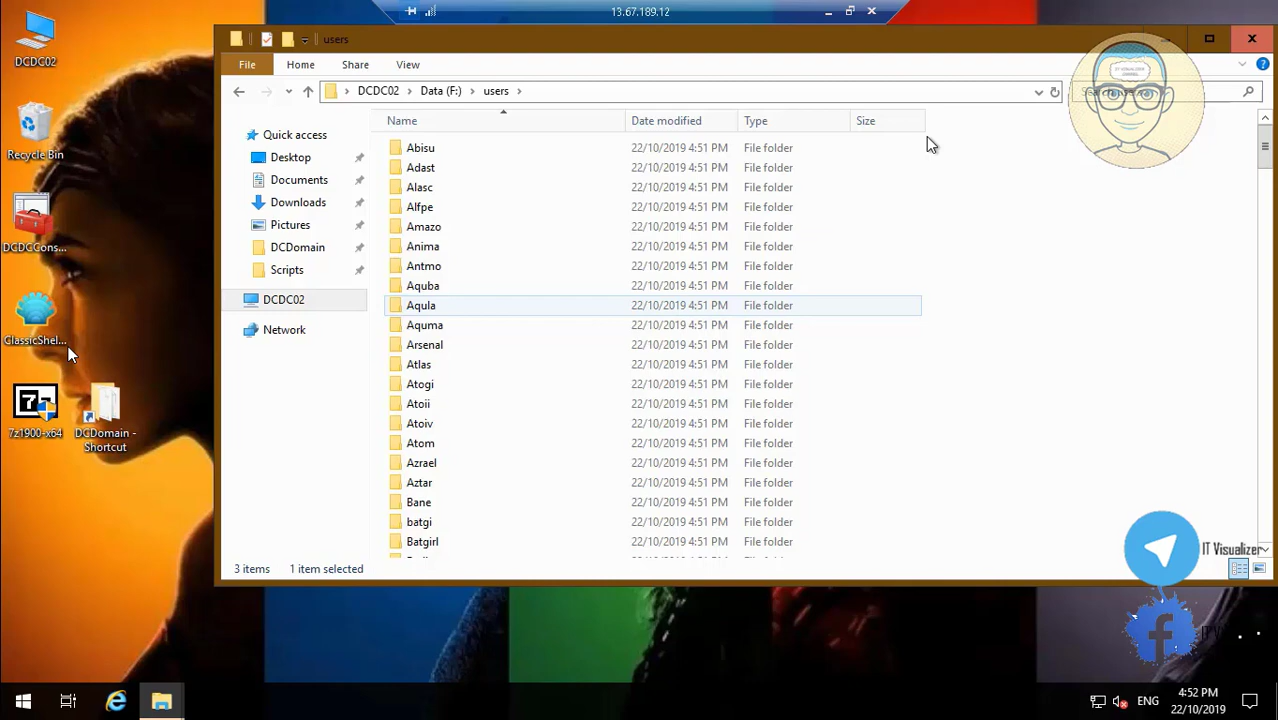 13.67.189.12
DCDC02
users
File
Home
Share
View
DCDC02
Data (F:)
users
IT VISUALIZER
CHANNEL
Name
Date modified
Type
Size
Recycle Bin
Quick access
Desktop
Documents
Downloads
Pictures
DCDomain
Scripts
DCDC02
Network
DCDCCons...
ClassicShel...
7z1900-x64
DCDomain -
Shortcut
Abisu 22/10/2019 4:51 PM File folder
Adast 22/10/2019 4:51 PM File folder
Alasc 22/10/2019 4:51 PM File folder
Alfpe 22/10/2019 4:51 PM File folder
Amazo 22/10/2019 4:51 PM File folder
Anima 22/10/2019 4:51 PM File folder
Antmo 22/10/2019 4:51 PM File folder
Aquba 22/10/2019 4:51 PM File folder
Aqula 22/10/2019 4:51 PM File folder
Aquma 22/10/2019 4:51 PM File folder
Arsenal 22/10/2019 4:51 PM File folder
Atlas 22/10/2019 4:51 PM File folder
Atogi 22/10/2019 4:51 PM File folder
Atoii 22/10/2019 4:51 PM File folder
Atoiv 22/10/2019 4:51 PM File folder
Atom 22/10/2019 4:51 PM File folder
Azrael 22/10/2019 4:51 PM File folder
Aztar 22/10/2019 4:51 PM File folder
Bane 22/10/2019 4:51 PM File folder
batgi 22/10/2019 4:51 PM File folder
Batgirl 22/10/2019 4:51 PM File folder
IT Visualizer
3 items
1 item selected
ENG
4:52 PM
22/10/2019